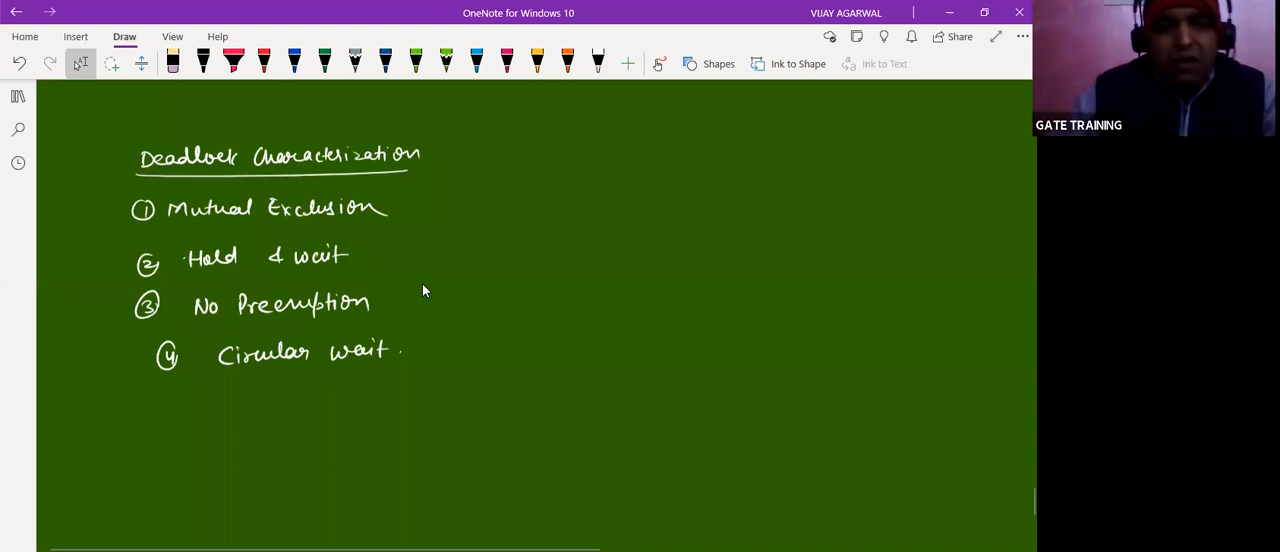 OneNote for Windows 10
VIJAY AGARWAL
Home Insert Draw View Help
Share
Shapes Ink to Shape Ink to Text
GATE TRAINING
Deadlock Characterization
① Mutual Exclusion
② Hold & wait
③ No Preemption
④ Circular wait.